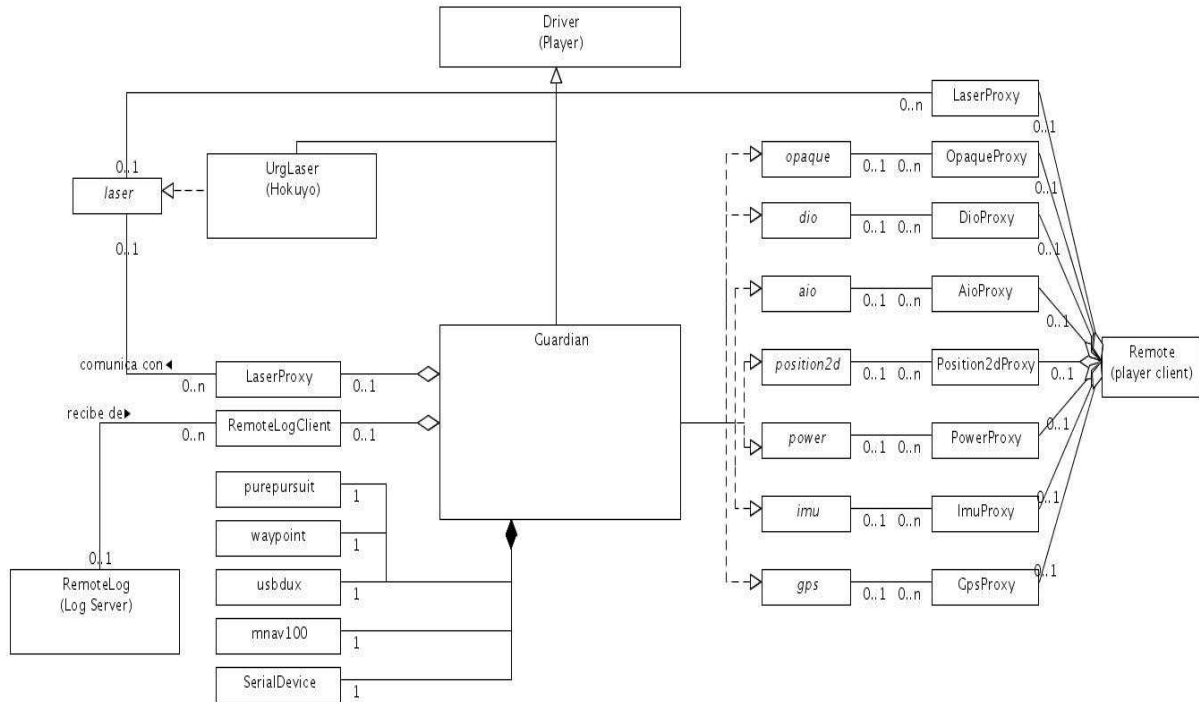 Driver
(Player)
LaserProxy
0..n
0..1
0..1
UrgLaser
(Hokuyo)
laser
0..1
opaque
0..1 0..n
OpaqueProxy
0..1
dio
0..1 0..n
DioProxy
0..1
aio
0..1 0..n
AioProxy
0..1
Guardian
Remote
(player client)
comunica con◄
0..n
LaserProxy
0..1
position2d
0..1 0..n
Position2dProxy
0..1
recibe de►
0..n
RemoteLogClient
0..1
power
0..1 0..n
PowerProxy
0..1
purepursuit
1
waypoint
1
imu
0..1 0..n
ImuProxy
0..1
0..1
RemoteLog
(Log Server)
usbdux
1
gps
0..1 0..n
GpsProxy
0..1
mnav100
1
SerialDevice
1